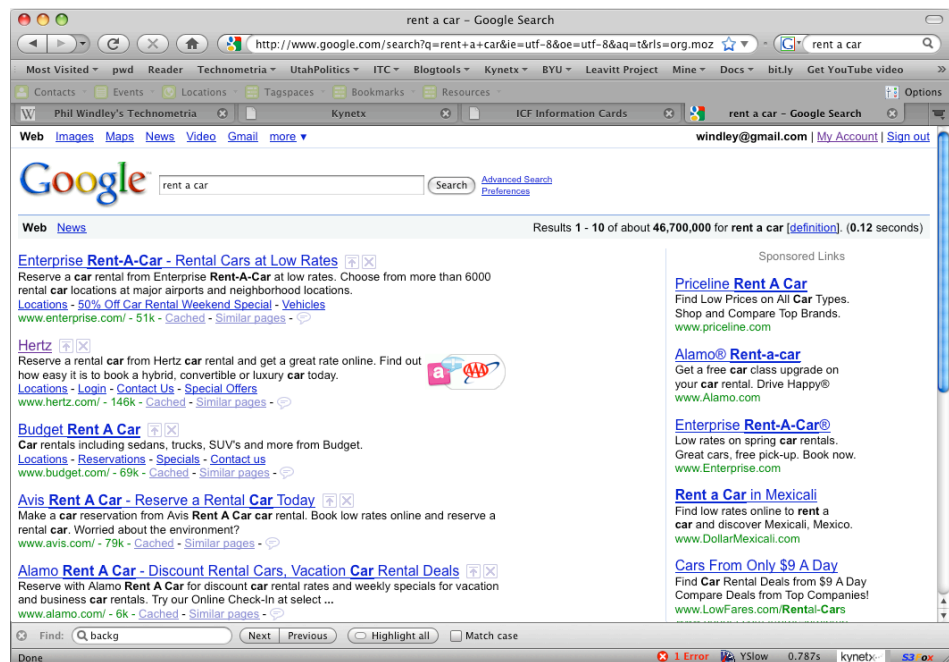 rent a car – Google Search
http://www.google.com/search?q=rent+a+car&ie=utf-8&oe=utf-8&aq=t&rls=org.moz
rent a car
Most Visited pwd Reader Technometria UtahPolitics ITC Blogtools Kynetx BYU Leavitt Project Mine Docs bit.ly Get YouTube video »
Contacts Events Locations Tagspaces Bookmarks Resources Options
W Phil Windley's Technometria Kynetx ICF Information Cards rent a car – Google Search
Web Images Maps News Video Gmail more ▼ windley@gmail.com | My Account | Sign out
Google rent a car Search Advanced Search
Preferences
Web News Results 1 - 10 of about 46,700,000 for rent a car [definition]. (0.12 seconds)
Enterprise Rent-A-Car - Rental Cars at Low Rates
Reserve a car rental from Enterprise Rent-A-Car at low rates. Choose from more than 6000
rental car locations at major airports and neighborhood locations.
Locations - 50% Off Car Rental Weekend Special - Vehicles
www.enterprise.com/ - 51k - Cached - Similar pages -
Hertz
Reserve a rental car from Hertz car rental and get a great rate online. Find out
how easy it is to book a hybrid, convertible or luxury car today.
Locations - Login - Contact Us - Special Offers
www.hertz.com/ - 146k - Cached - Similar pages -
a AAA
Budget Rent A Car
Car rentals including sedans, trucks, SUV's and more from Budget.
Locations - Reservations - Specials - Contact us
www.budget.com/ - 69k - Cached - Similar pages -
Avis Rent A Car - Reserve a Rental Car Today
Make a car reservation from Avis Rent A Car car rental. Book low rates online and reserve a
rental car. Worried about the environment?
www.avis.com/ - 79k - Cached - Similar pages -
Alamo Rent A Car - Discount Rental Cars, Vacation Car Rental Deals
Reserve with Alamo Rent A Car for discount car rental rates and weekly specials for vacation
and business car rentals. Try our Online Check-In at select ...
www.alamo.com/ - 6k - Cached - Similar pages -
Sponsored Links
Priceline Rent A Car
Find Low Prices on All Car Types.
Shop and Compare Top Brands.
www.priceline.com
Alamo® Rent-a-car
Get a free car class upgrade on
your car rental. Drive Happy®
www.Alamo.com
Enterprise Rent-A-Car®
Low rates on spring car rentals.
Great cars, free pick-up. Book now.
www.Enterprise.com
Rent a Car in Mexicali
Find low rates online to rent a
car and discover Mexicali, Mexico.
www.DollarMexicali.com
Cars From Only $9 A Day
Find Car Rental Deals from $9 A Day
Compare Deals from Top Companies!
www.LowFares.com/Rental-Cars
Find: backg Next Previous Highlight all Match case
Done 1 Error YSlow 0.787s kynetx S3Fox